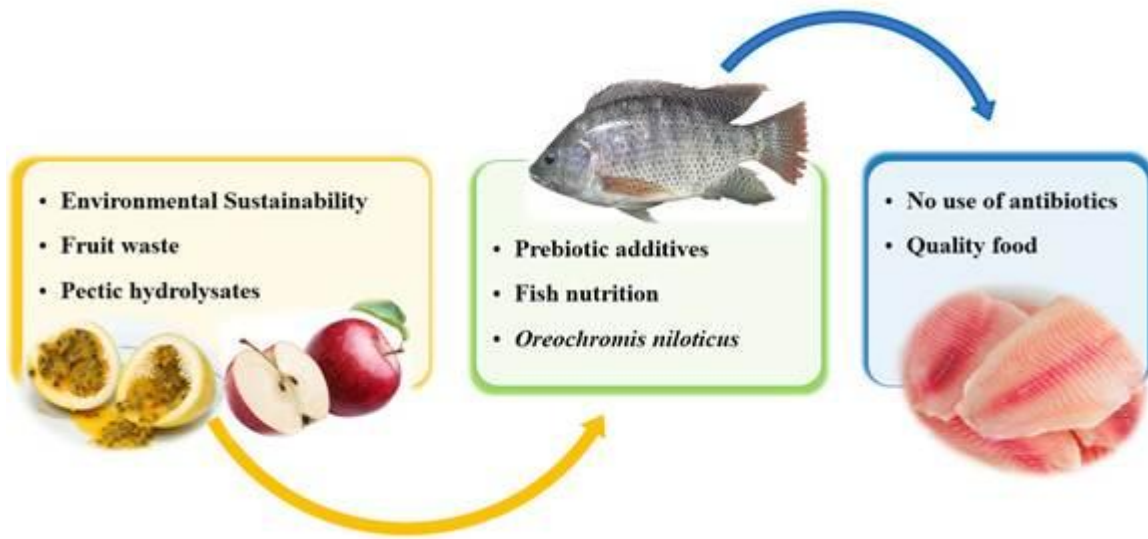 • Environmental Sustainability
• Fruit waste
• Pectic hydrolysates
• Prebiotic additives
• Fish nutrition
• Oreochromis niloticus
• No use of antibiotics
• Quality food